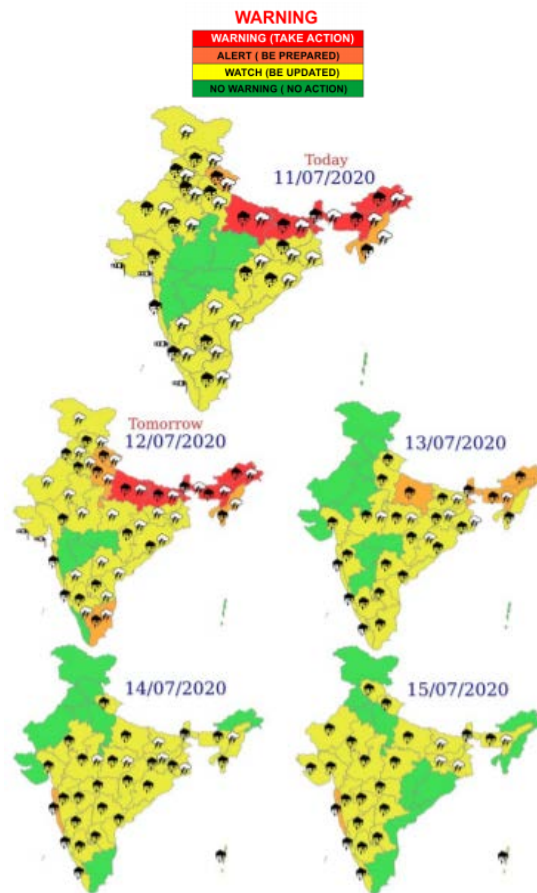 WARNING
WARNING (TAKE ACTION)
ALERT ( BE PREPARED)
WATCH (BE UPDATED)
NO WARNING ( NO ACTION)
Today
11/07/2020
Tomorrow
12/07/2020
13/07/2020
14/07/2020
15/07/2020